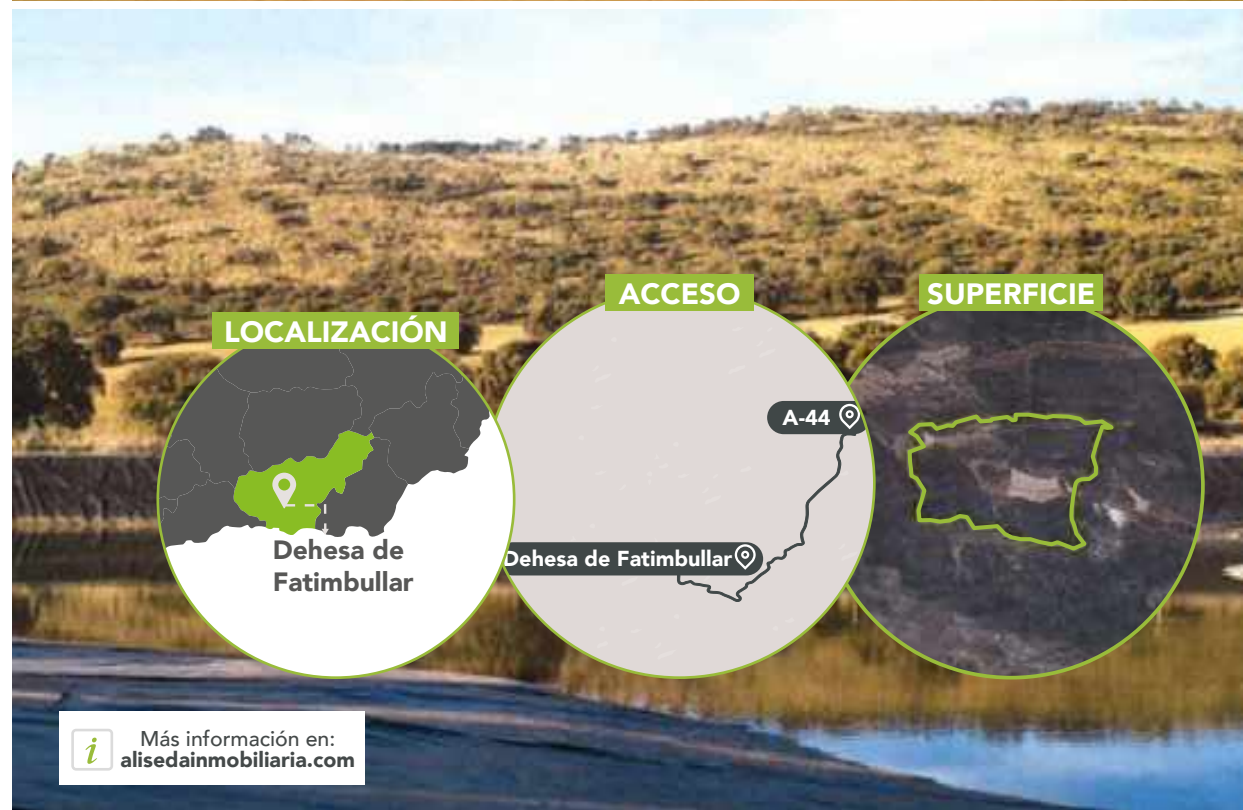 LOCALIZACIÓN
Dehesa de
Fatimbullar
ACCESO
A-44
Dehesa de Fatimbullar
SUPERFICIE
i
Más información en:
alisedainmobiliaria.com